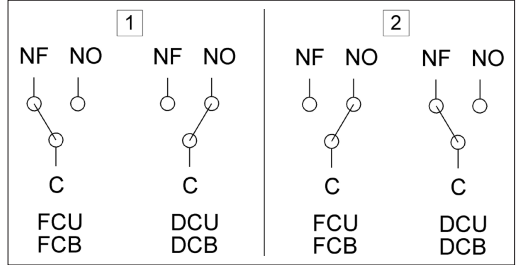 1
NF NO NF NO
C C
FCU DCU
FCB DCB
2
NF NO NF NO
C C
FCU DCU
FCB DCB